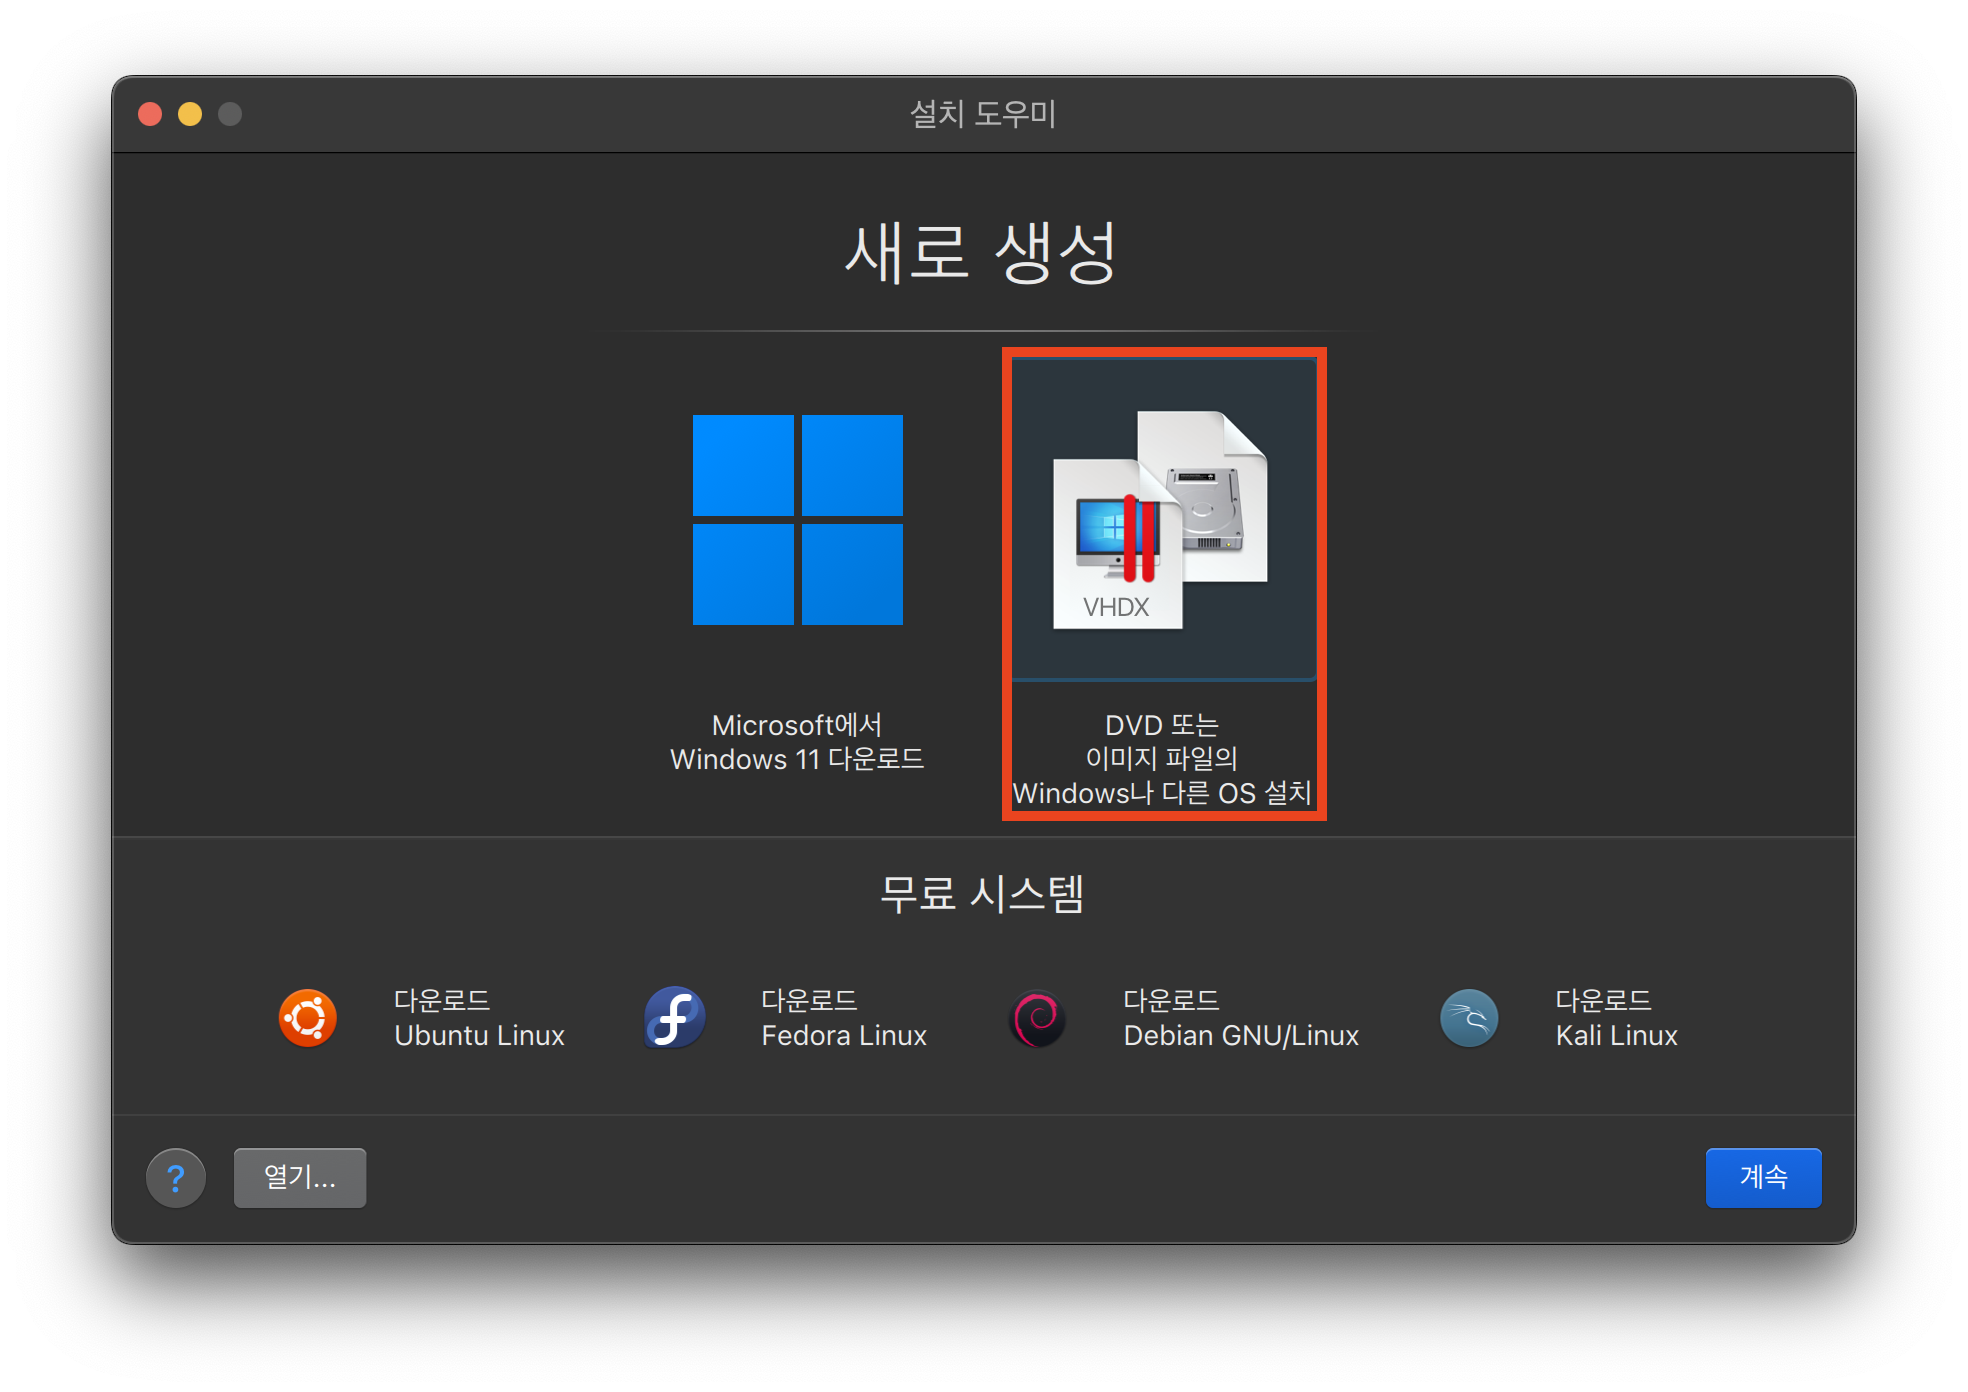 설치 도우미
새로 생성
VHDX
Microsoft에서
Windows 11 다운로드
DVD 또는
이미지 파일의
Windows나 다른 OS 설치
무료 시스템
다운로드
Ubuntu Linux
다운로드
Fedora Linux
다운로드
Debian GNU/Linux
다운로드
Kali Linux
?
열기...
계속